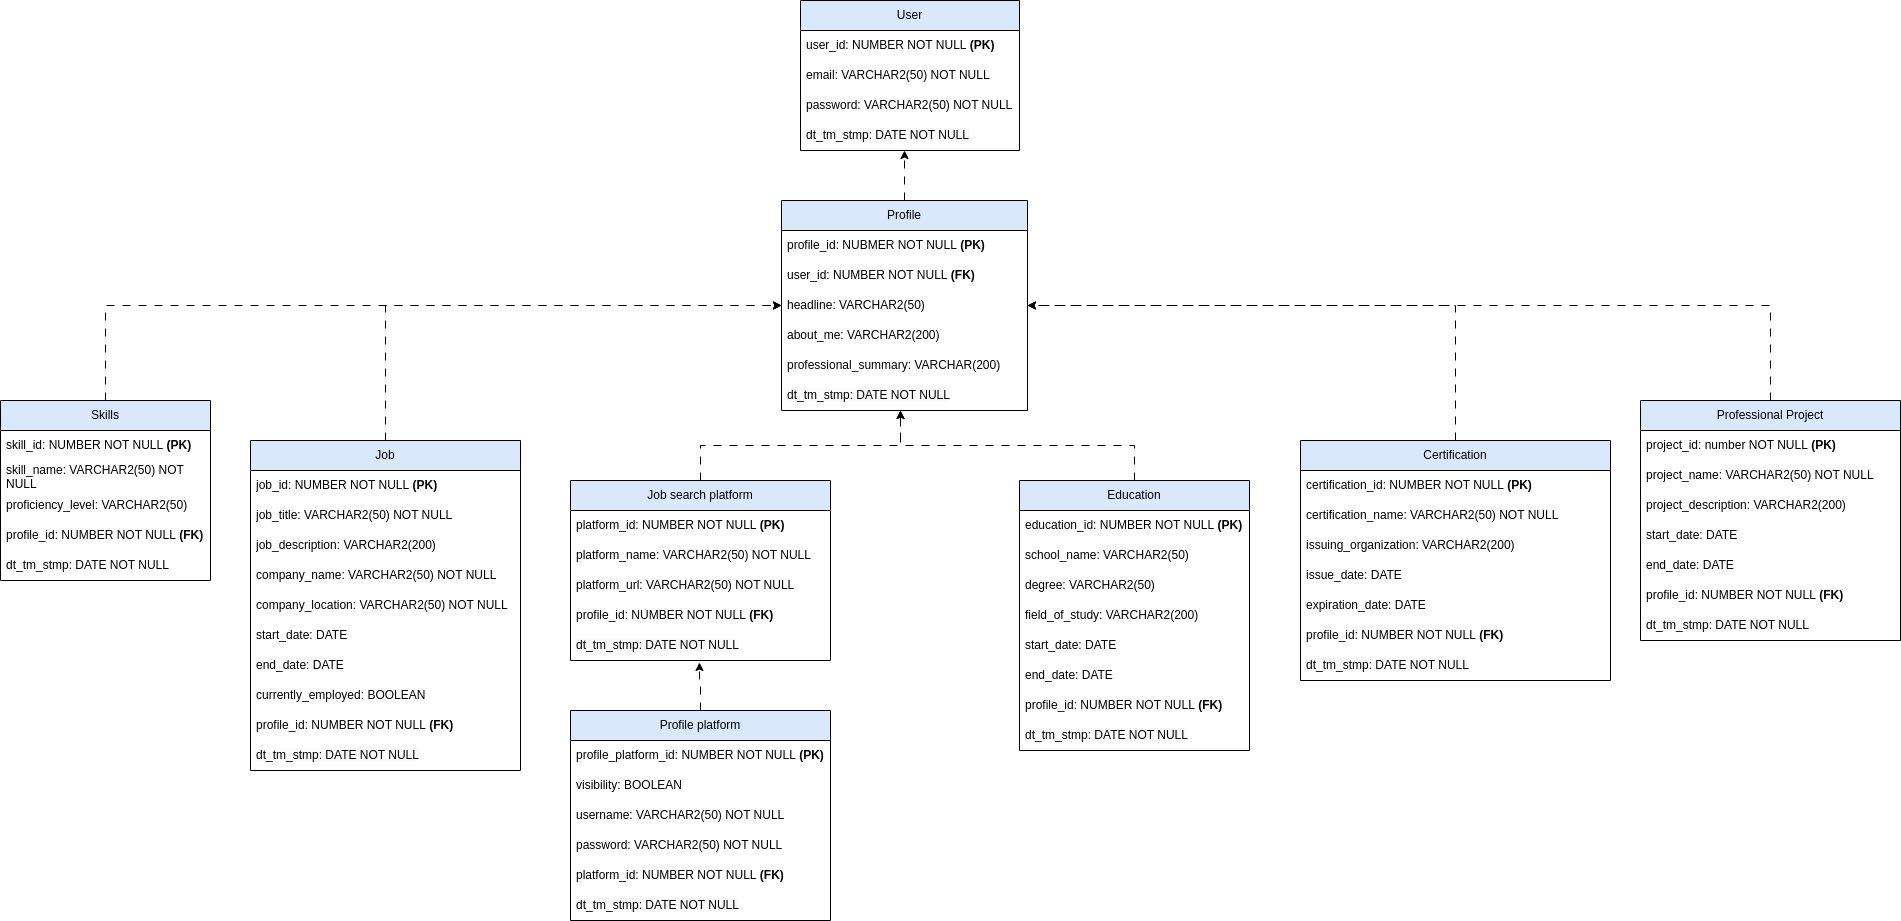 User
user_id: NUMBER NOT NULL (PK)
email: VARCHAR2(50) NOT NULL
password: VARCHAR2(50) NOT NULL
dt_tm_stmp: DATE NOT NULL
Profile
profile_id: NUBMER NOT NULL (PK)
user_id: NUMBER NOT NULL (FK)
headline: VARCHAR2(50)
about_me: VARCHAR2(200)
professional_summary: VARCHAR(200)
dt_tm_stmp: DATE NOT NULL
Skills
skill_id: NUMBER NOT NULL (PK)
skill_name: VARCHAR2(50) NOT
NULL
proficiency_level: VARCHAR2(50)
profile_id: NUMBER NOT NULL (FK)
dt_tm_stmp: DATE NOT NULL
Job
job_id: NUMBER NOT NULL (PK)
job_title: VARCHAR2(50) NOT NULL
job_description: VARCHAR2(200)
company_name: VARCHAR2(50) NOT NULL
company_location: VARCHAR2(50) NOT NULL
start_date: DATE
end_date: DATE
currently_employed: BOOLEAN
profile_id: NUMBER NOT NULL (FK)
dt_tm_stmp: DATE NOT NULL
Job search platform
platform_id: NUMBER NOT NULL (PK)
platform_name: VARCHAR2(50) NOT NULL
platform_url: VARCHAR2(50) NOT NULL
profile_id: NUMBER NOT NULL (FK)
dt_tm_stmp: DATE NOT NULL
Profile platform
profile_platform_id: NUMBER NOT NULL (PK)
visibility: BOOLEAN
username: VARCHAR2(50) NOT NULL
password: VARCHAR2(50) NOT NULL
platform_id: NUMBER NOT NULL (FK)
dt_tm_stmp: DATE NOT NULL
Education
education_id: NUMBER NOT NULL (PK)
school_name: VARCHAR2(50)
degree: VARCHAR2(50)
field_of_study: VARCHAR2(200)
start_date: DATE
end_date: DATE
profile_id: NUMBER NOT NULL (FK)
dt_tm_stmp: DATE NOT NULL
Certification
certification_id: NUMBER NOT NULL (PK)
certification_name: VARCHAR2(50) NOT NULL
issuing_organization: VARCHAR2(200)
issue_date: DATE
expiration_date: DATE
profile_id: NUMBER NOT NULL (FK)
dt_tm_stmp: DATE NOT NULL
Professional Project
project_id: number NOT NULL (PK)
project_name: VARCHAR2(50) NOT NULL
project_description: VARCHAR2(200)
start_date: DATE
end_date: DATE
profile_id: NUMBER NOT NULL (FK)
dt_tm_stmp: DATE NOT NULL